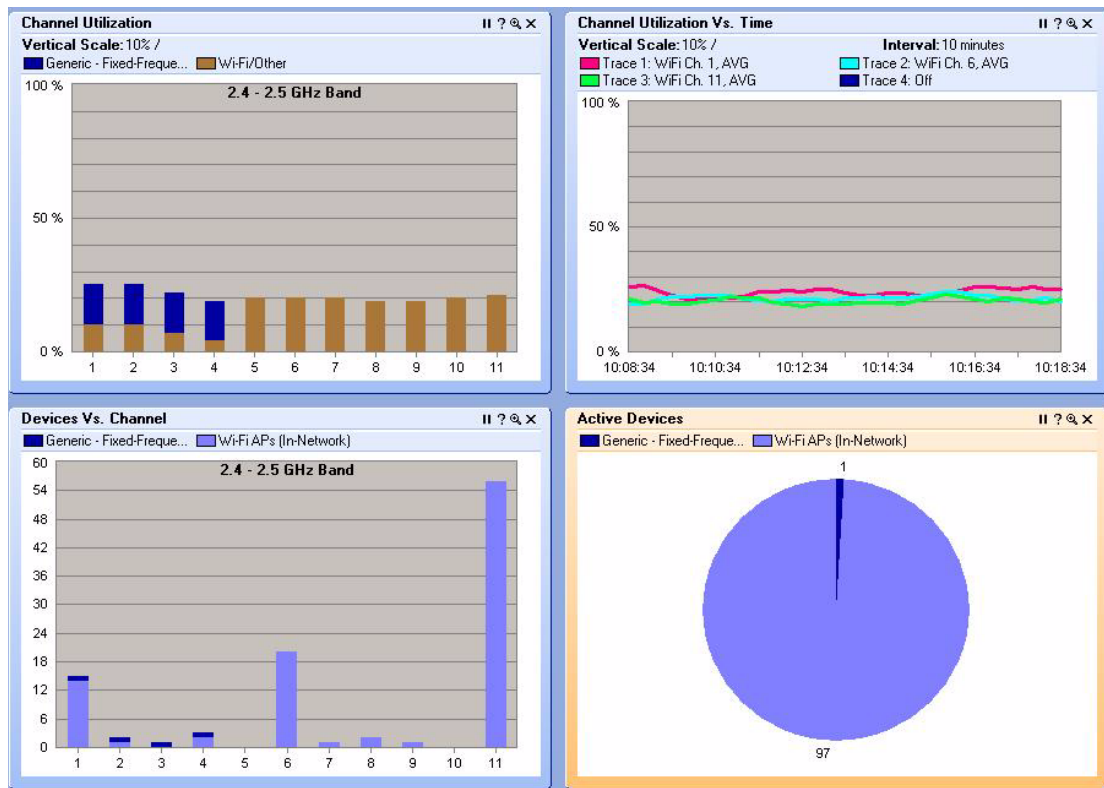 Channel Utilization
Vertical Scale: 10% /
Generic - Fixed-Freque... Wi-Fi/Other
2.4 - 2.5 GHz Band
100 %
50 %
0 %
1 2 3 4 5 6 7 8 9 10 11
Channel Utilization Vs. Time
Vertical Scale: 10% / Interval: 10 minutes
Trace 1: WiFi Ch. 1, AVG Trace 2: WiFi Ch. 6, AVG
Trace 3: WiFi Ch. 11, AVG Trace 4: Off
100 %
50 %
0 %
10:08:34 10:10:34 10:12:34 10:14:34 10:16:34 10:18:34
Devices Vs. Channel
Generic - Fixed-Freque... Wi-Fi APs (In-Network)
2.4 - 2.5 GHz Band
60
54
48
42
36
30
24
18
12
6
0
1 2 3 4 5 6 7 8 9 10 11
Active Devices
Generic - Fixed-Freque... Wi-Fi APs (In-Network)
1
97